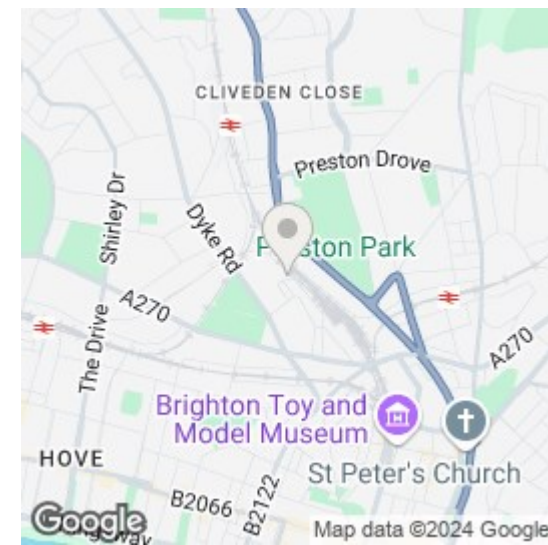 CLIVEDEN CLOSE
Preston Drove
Shirley Dr
Dyke Rd
Preston Park
A270
The Drive
A270
Brighton Toy and
Model Museum
HOVE
St Peter's Church
B2066
B2122
Google
Map data ©2024 Google